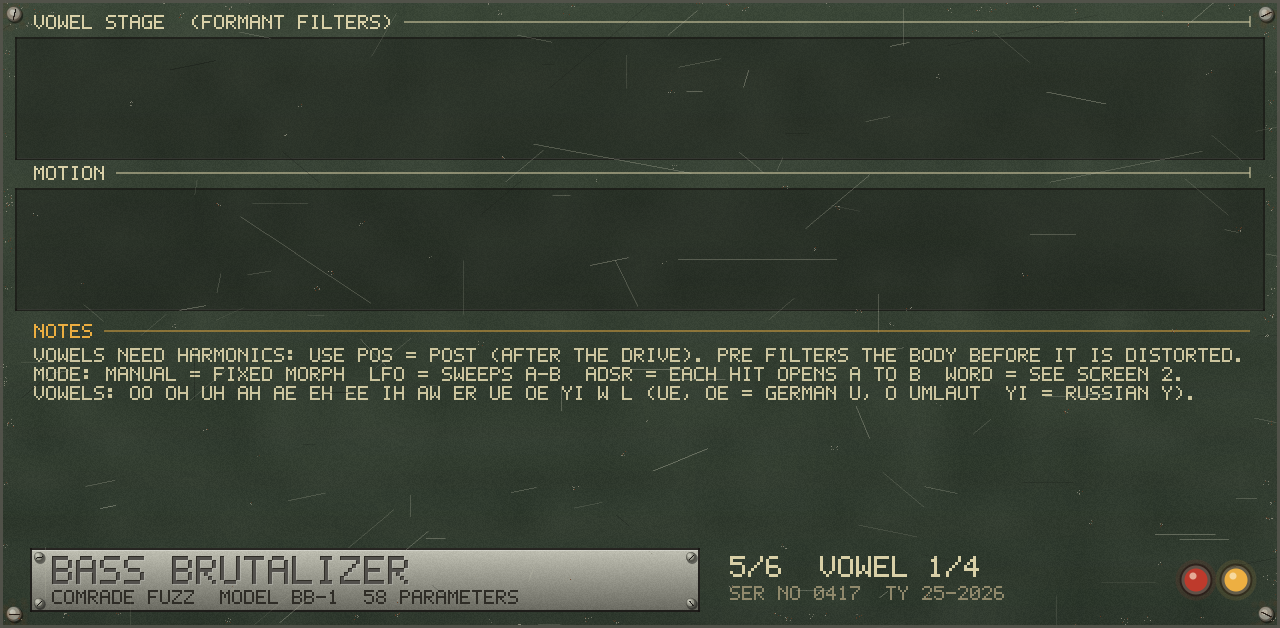 VOWEL STAGE  (FORMANT FILTERS)
MOTION
NOTES
VOWELS NEED HARMONICS: USE POS = POST (AFTER THE DRIVE). PRE FILTERS THE BODY BEFORE IT IS DISTORTED.
MODE: MANUAL = FIXED MORPH  LFO = SWEEPS A-B  ADSR = EACH HIT OPENS A TO B  WORD = SEE SCREEN 2.
VOWELS: OO OH UH AH AE EH EE IH AW ER UE OE YI W L (UE, OE = GERMAN U, O UMLAUT  YI = RUSSIAN Y).
BASS BRUTALIZER
COMRADE FUZZ  MODEL BB-1  58 PARAMETERS
5/6  VOWEL 1/4
SER NO 0417  TY 25-2026